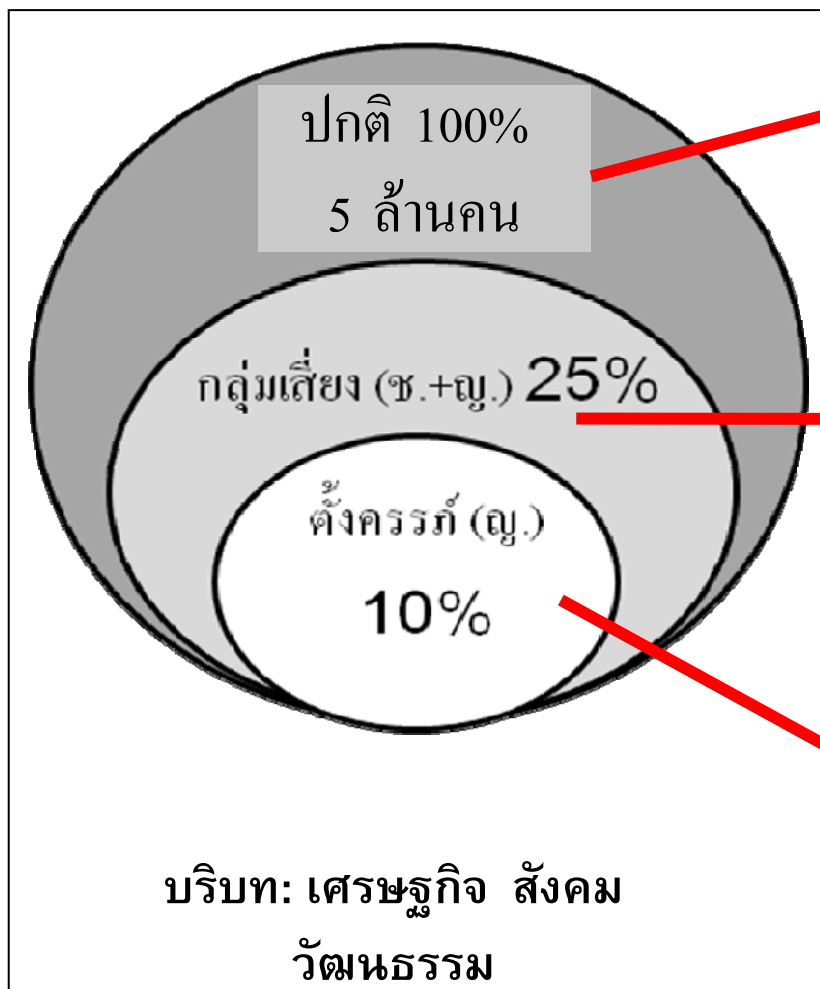 ปกติ 100%
5 ล้านคน
กลุ่มเสี่ยง (ช.+ญ.) 25%
ตั้งครรภ์ (ญ.)
10%
บริบท: เศรษฐกิจ สังคม
วัฒนธรรม